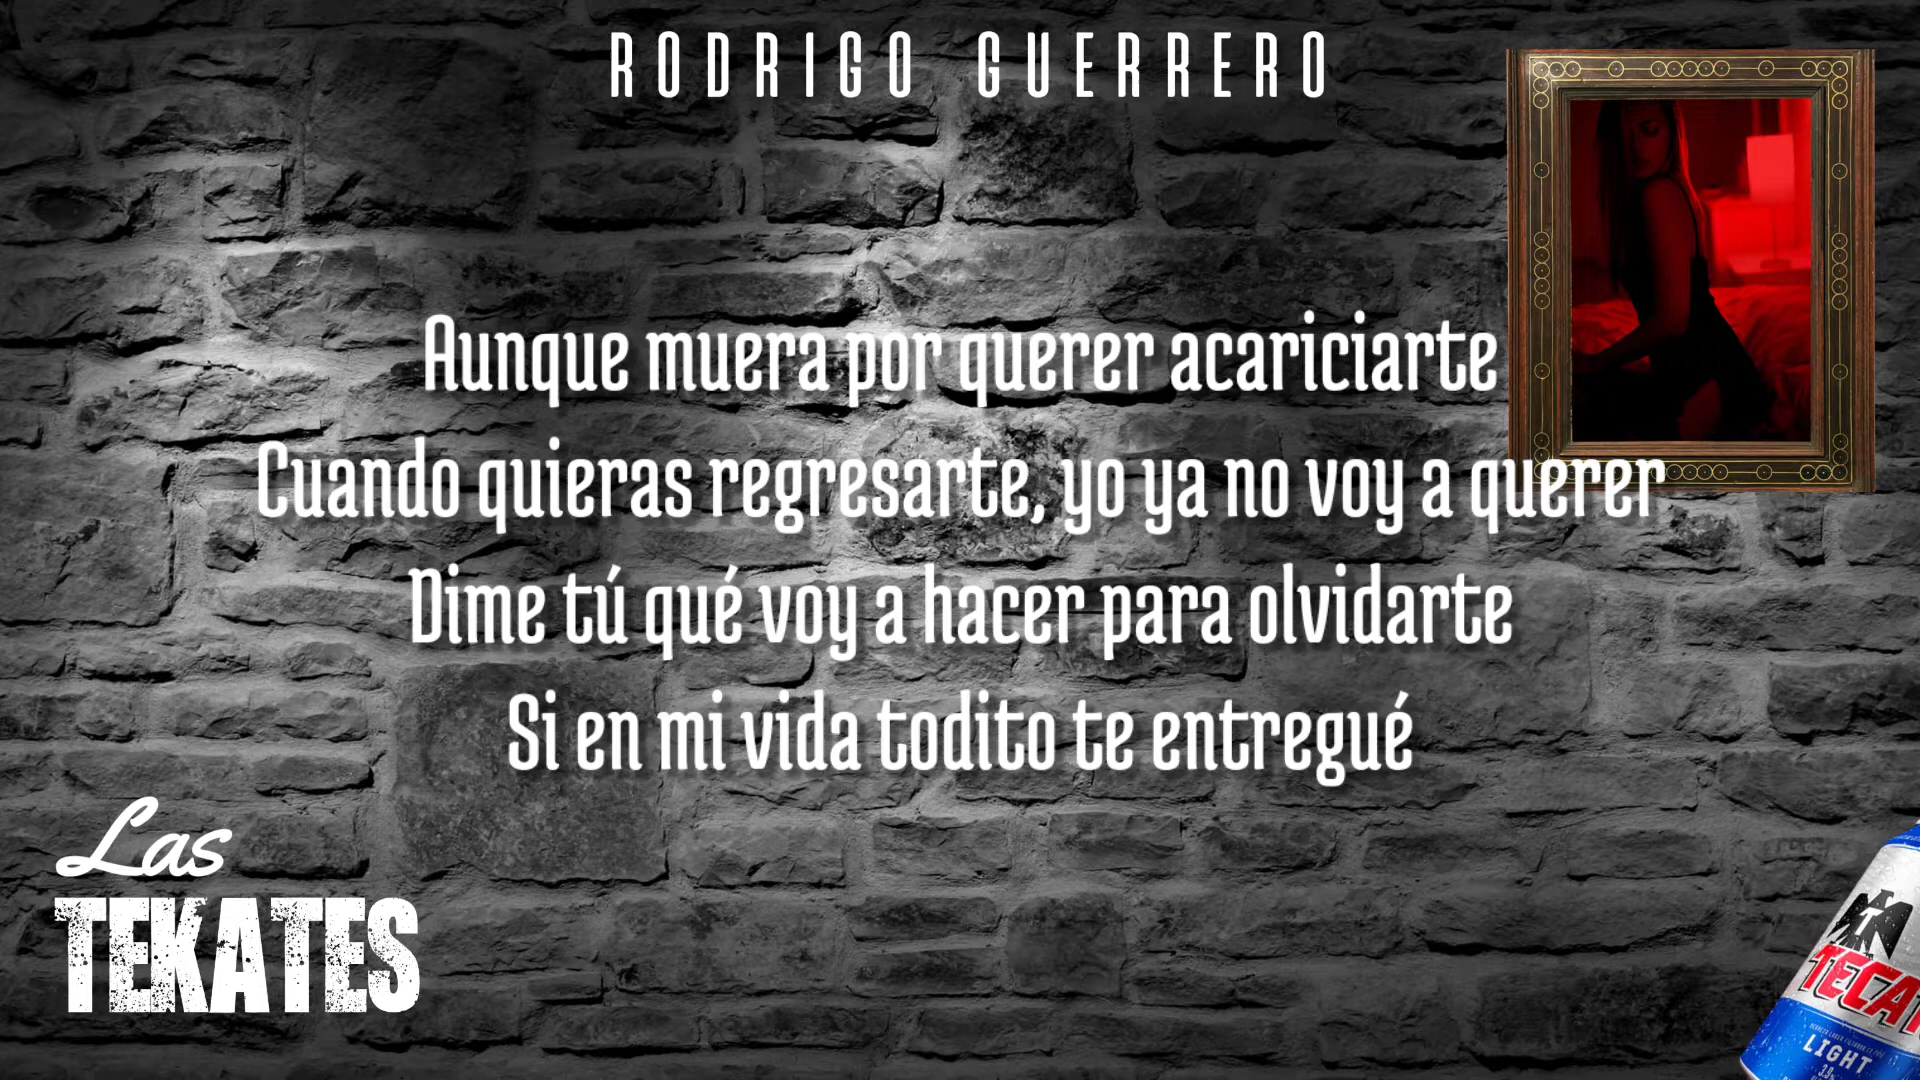 RODRIGO GUERRERO
Aunque muera por querer acariciarte
Cuando quieras regresarte, yo ya no voy a querer
Dime tú qué voy a hacer para olvidarte
Si en mi vida todito te entregué
Las
TEKATES
TECA
LIGHT